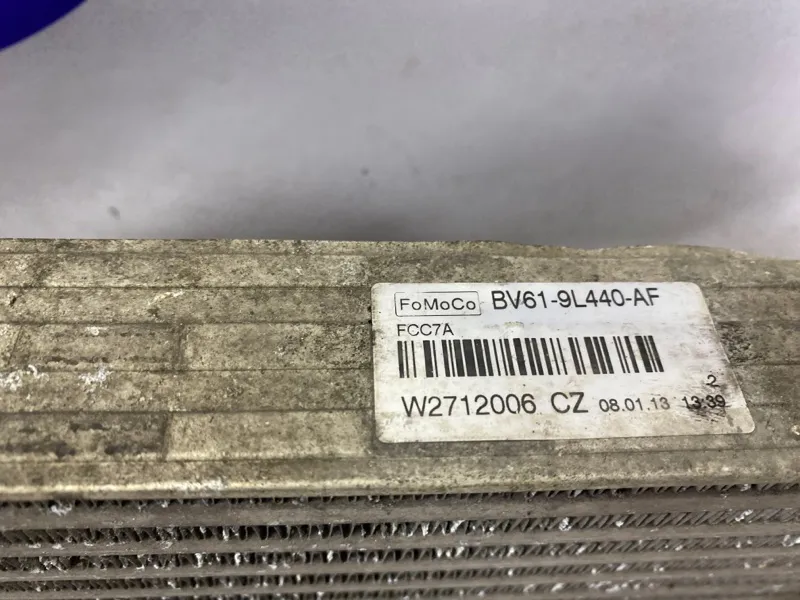 FoMoCo BV61-9L440-AF
FCC7A
2
W2712006 CZ 08.01.13 13:39